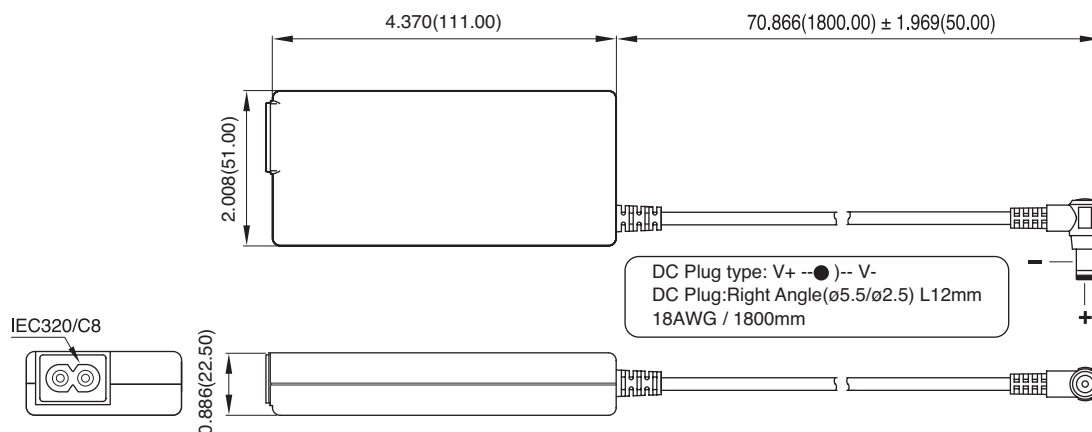 4.370(111.00)
70.866(1800.00) ± 1.969(50.00)
2.008(51.00)
DC Plug type: V+ --● )-- V-
DC Plug:Right Angle(ø5.5/ø2.5) L12mm
18AWG / 1800mm
-
+
IEC320/C8
0.886(22.50)